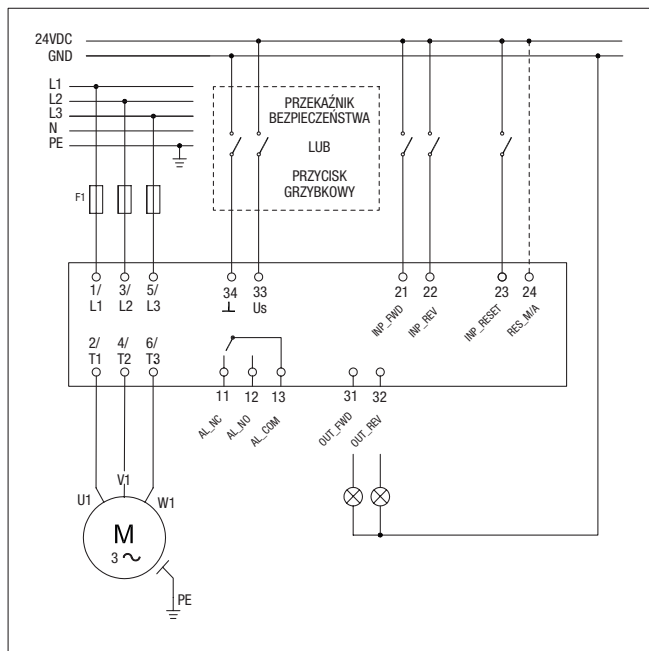 24VDC
GND
L1
L2
L3
N
PE
PRZEKAŹNIK
BEZPIECZEŃSTWA
LUB
PRZYCISK
GRZYBKOWY
F1
1/
L1
3/
L2
5/
L3
34
33
Us
21
22
23
24
INP_FWD
INP_REV
INP_RESET
RES_M/A
2/
T1
4/
T2
6/
T3
11
12
13
31
32
AL_NC
AL_NO
AL_COM
OUT_FWD
OUT_REV
U1
V1
W1
M
3
PE